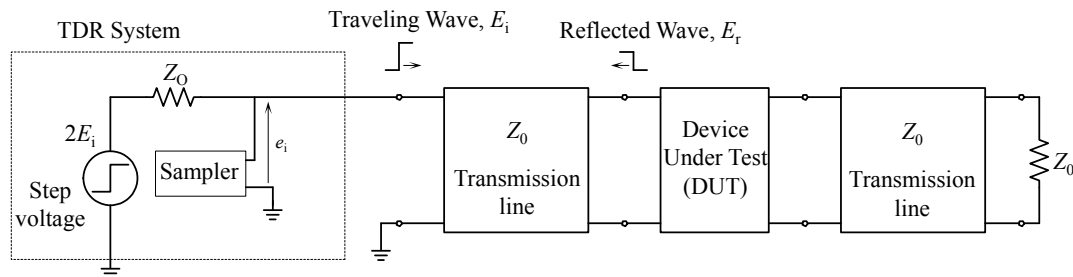 TDR System
Traveling Wave, Ei
Reflected Wave, Er
ZO
2Ei
Step
voltage
Sampler
ei
Z0
Transmission
line
Device
Under Test
(DUT)
Z0
Transmission
line
Z0